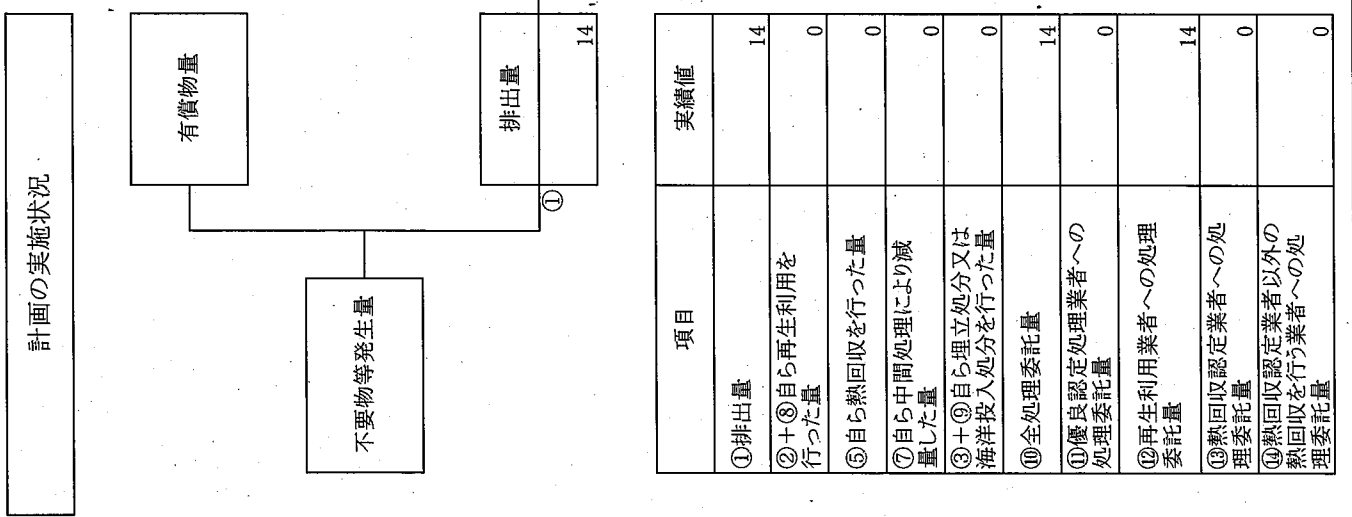 計画の実施状況
有償物量
不要物等発生量
排出量
①
14
項目
実績値
①排出量
14
②+⑧自ら再生利用を
行った量
0
⑤自ら熱回収を行った量
0
⑦自ら中間処理により減
量した量
0
③+⑨自ら埋立処分又は
海洋投入処分を行った量
0
⑩全処理委託量
14
⑪優良認定処理業者への
処理委託量
0
⑫再生利用業者への処理
委託量
14
⑬熱回収認定業者への処
理委託量
0
⑭熱回収認定業者以外の
熱回収を行う業者への処
理委託量
0